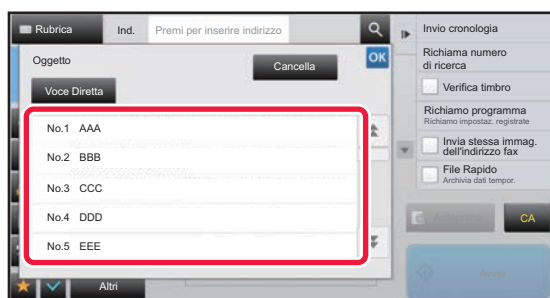 Rubrica
Ind.
Premi per inserire indirizzo
Invio cronologia
Oggetto
Cancella
OK
Richiama numero
di ricerca
Voce Diretta
Verifica timbro
No.1 AAA
Richiamo programma
Richiamo impostaz. registrate
No.2 BBB
Invia stessa immag.
dell'indirizzo fax
No.3 CCC
File Rapido
Archivia dati tempor.
No.4 DDD
CA
No.5 EEE
Altri